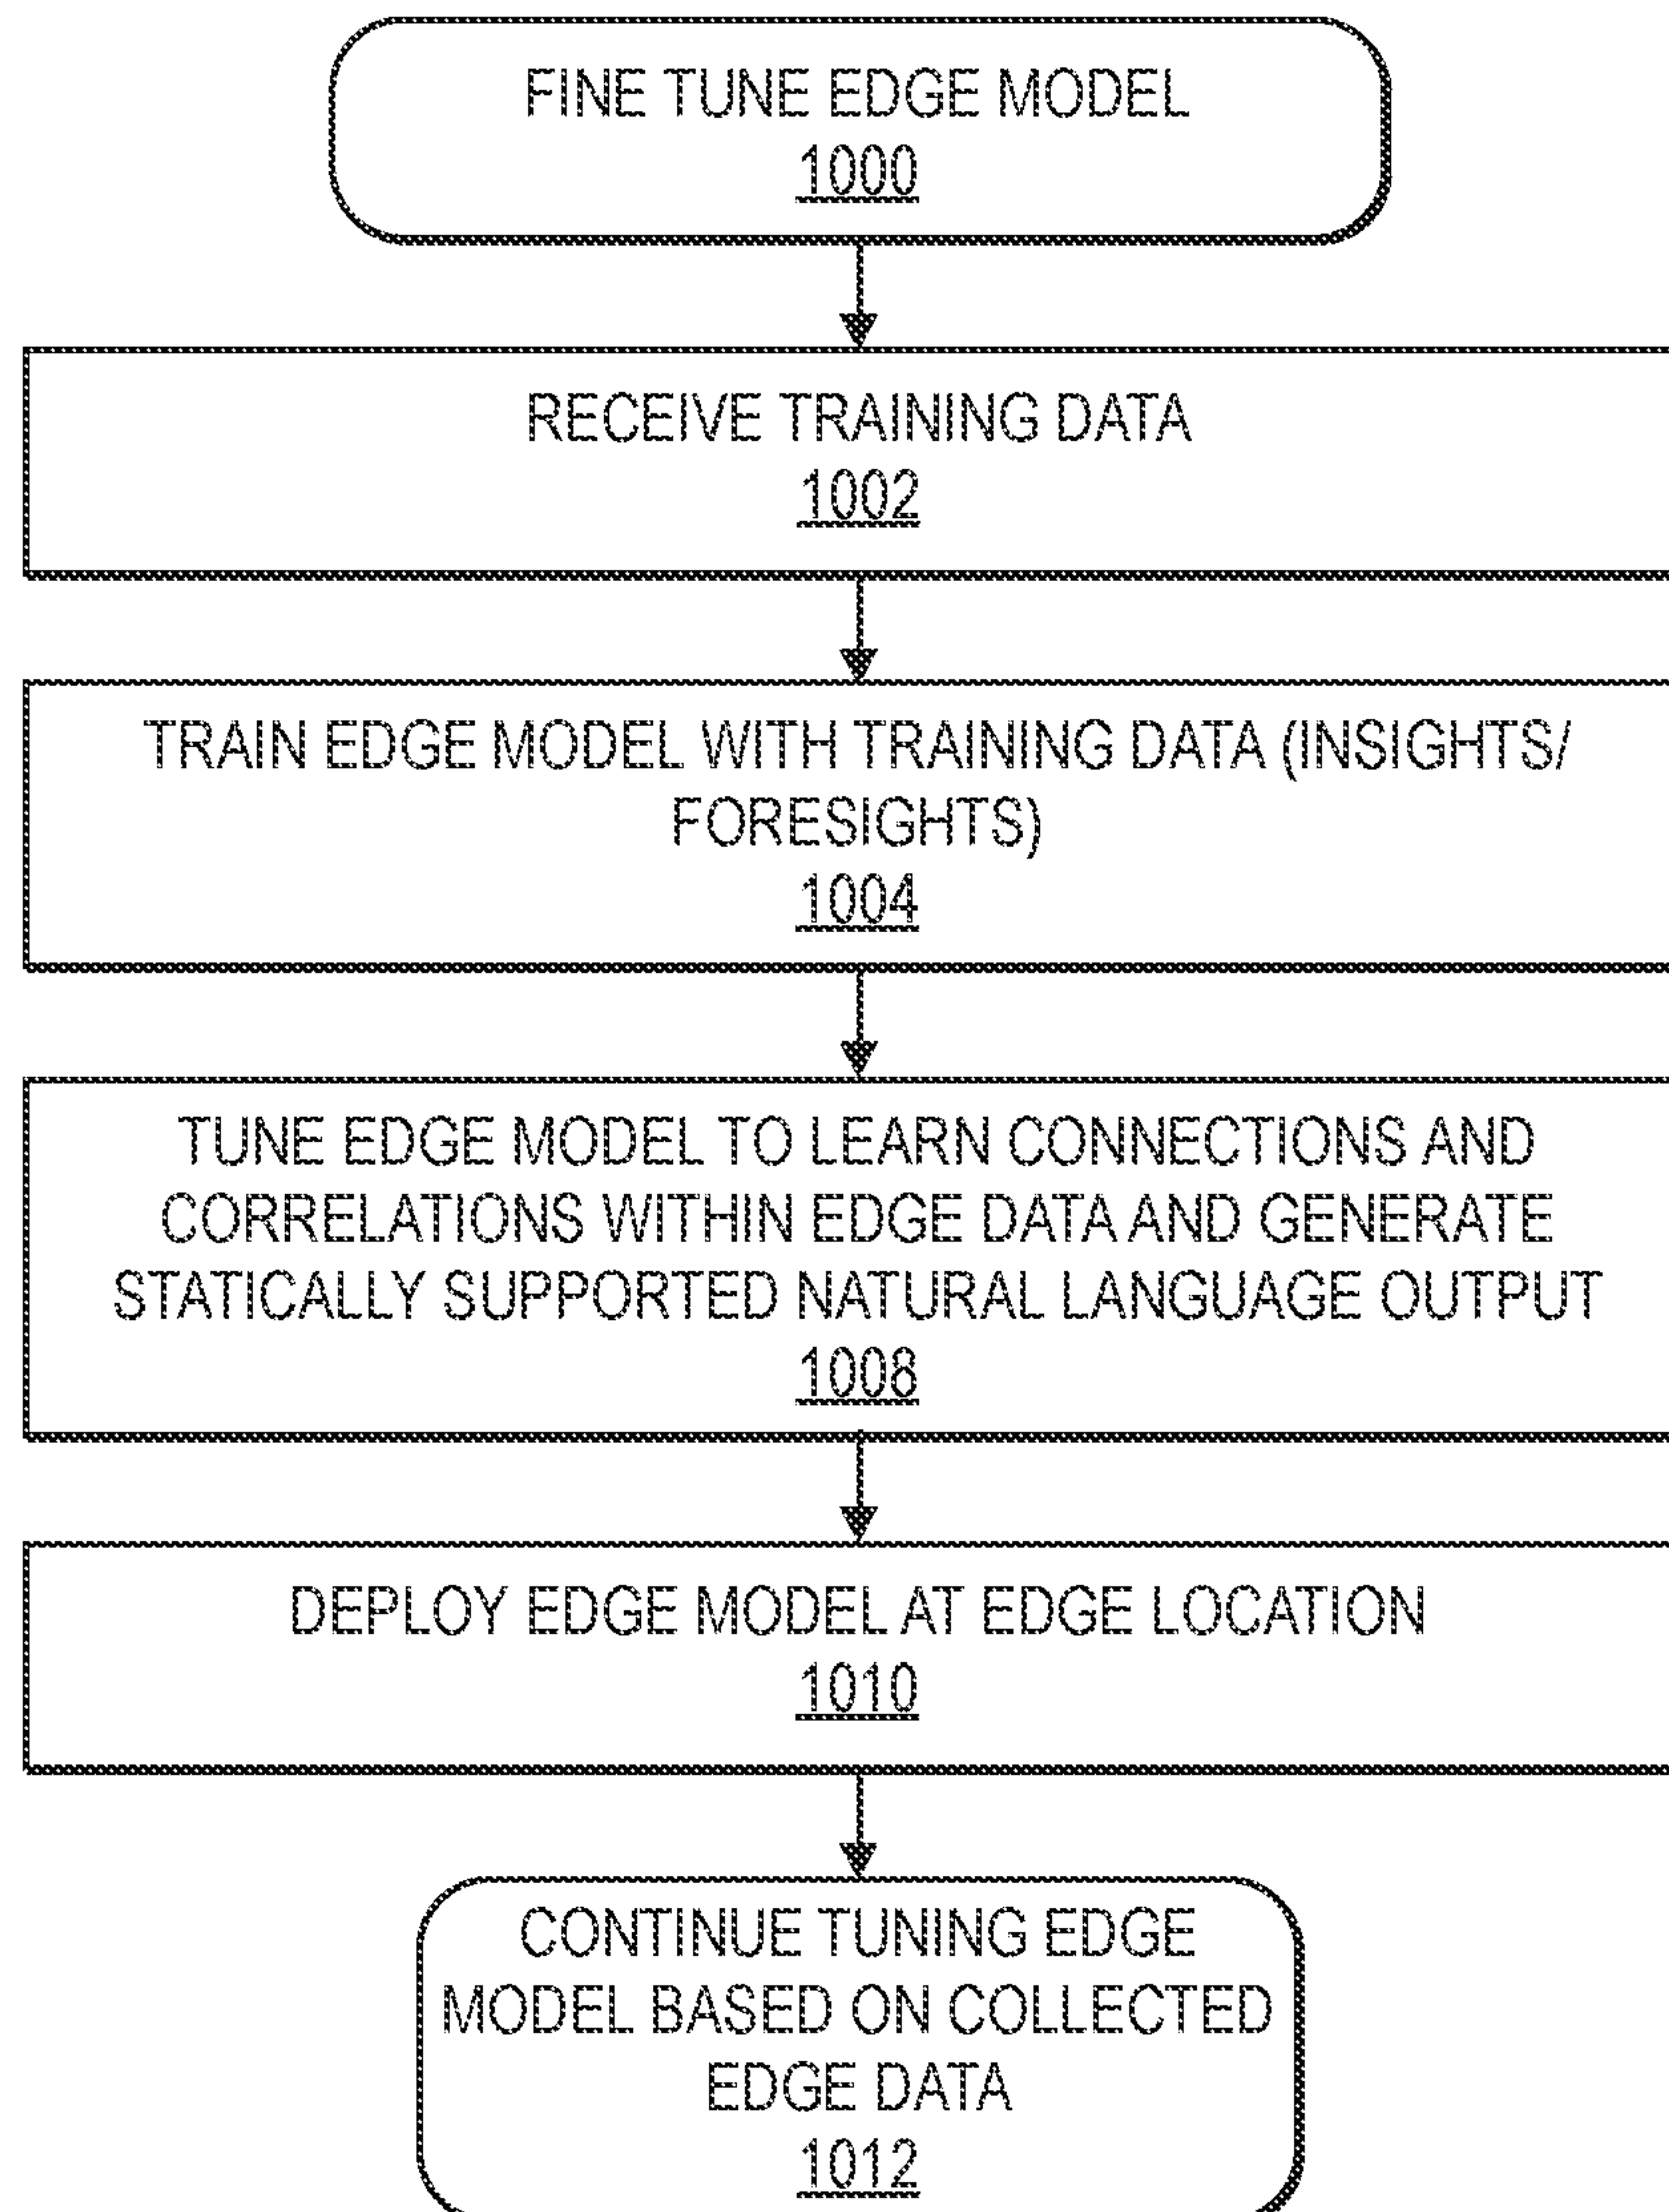 FINE TUNE EDGE MODEL
1000
RECEIVE TRAINING DATA
1002
TRAIN EDGE MODEL WITH TRAINING DATA (INSIGHTS/
FORESIGHTS)
1004
TUNE EDGE MODEL TO LEARN CONNECTIONS AND
CORRELATIONS WITHIN EDGE DATA AND GENERATE
STATICALLY SUPPORTED NATURAL LANGUAGE OUTPUT
1008
DEPLOY EDGE MODEL AT EDGE LOCATION
1010
CONTINUE TUNING EDGE
MODEL BASED ON COLLECTED
EDGE DATA
1012